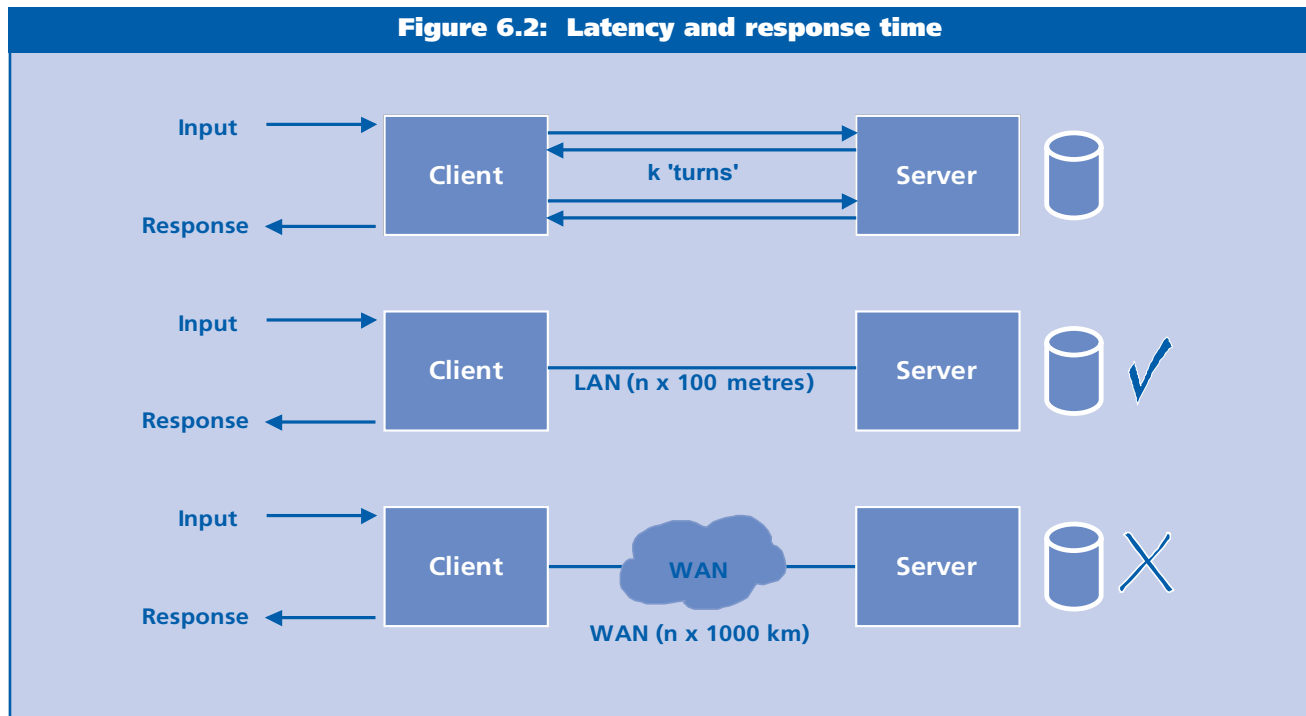 Figure 6.2: Latency and response time
Input
Client
k 'turns'
Server
Response
Input
Client
LAN (n x 100 metres)
Server
Response
Input
Client
WAN
Server
Response
WAN (n x 1000 km)